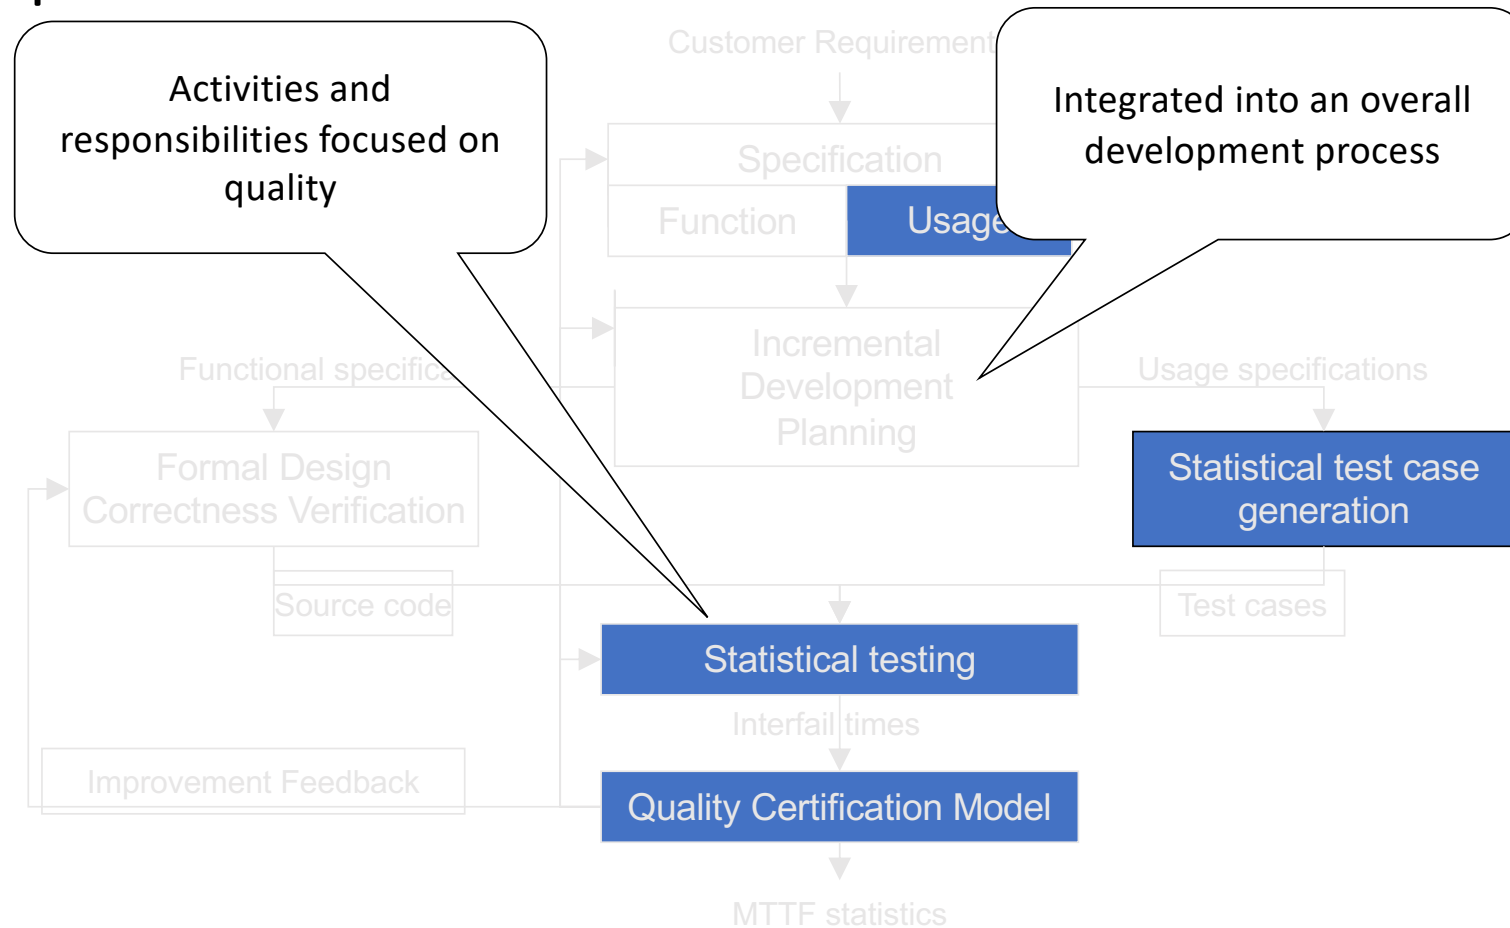 Activities and
responsibilities focused on
quality
Customer Requirement
Integrated into an overall
development process
Specification
Function
Usage
Incremental
Development
Planning
Functional specifica
Usage specifications
Formal Design
Correctness Verification
Statistical test case
generation
Source code
Test cases
Statistical testing
Interfail times
Improvement Feedback
Quality Certification Model
MTTF statistics